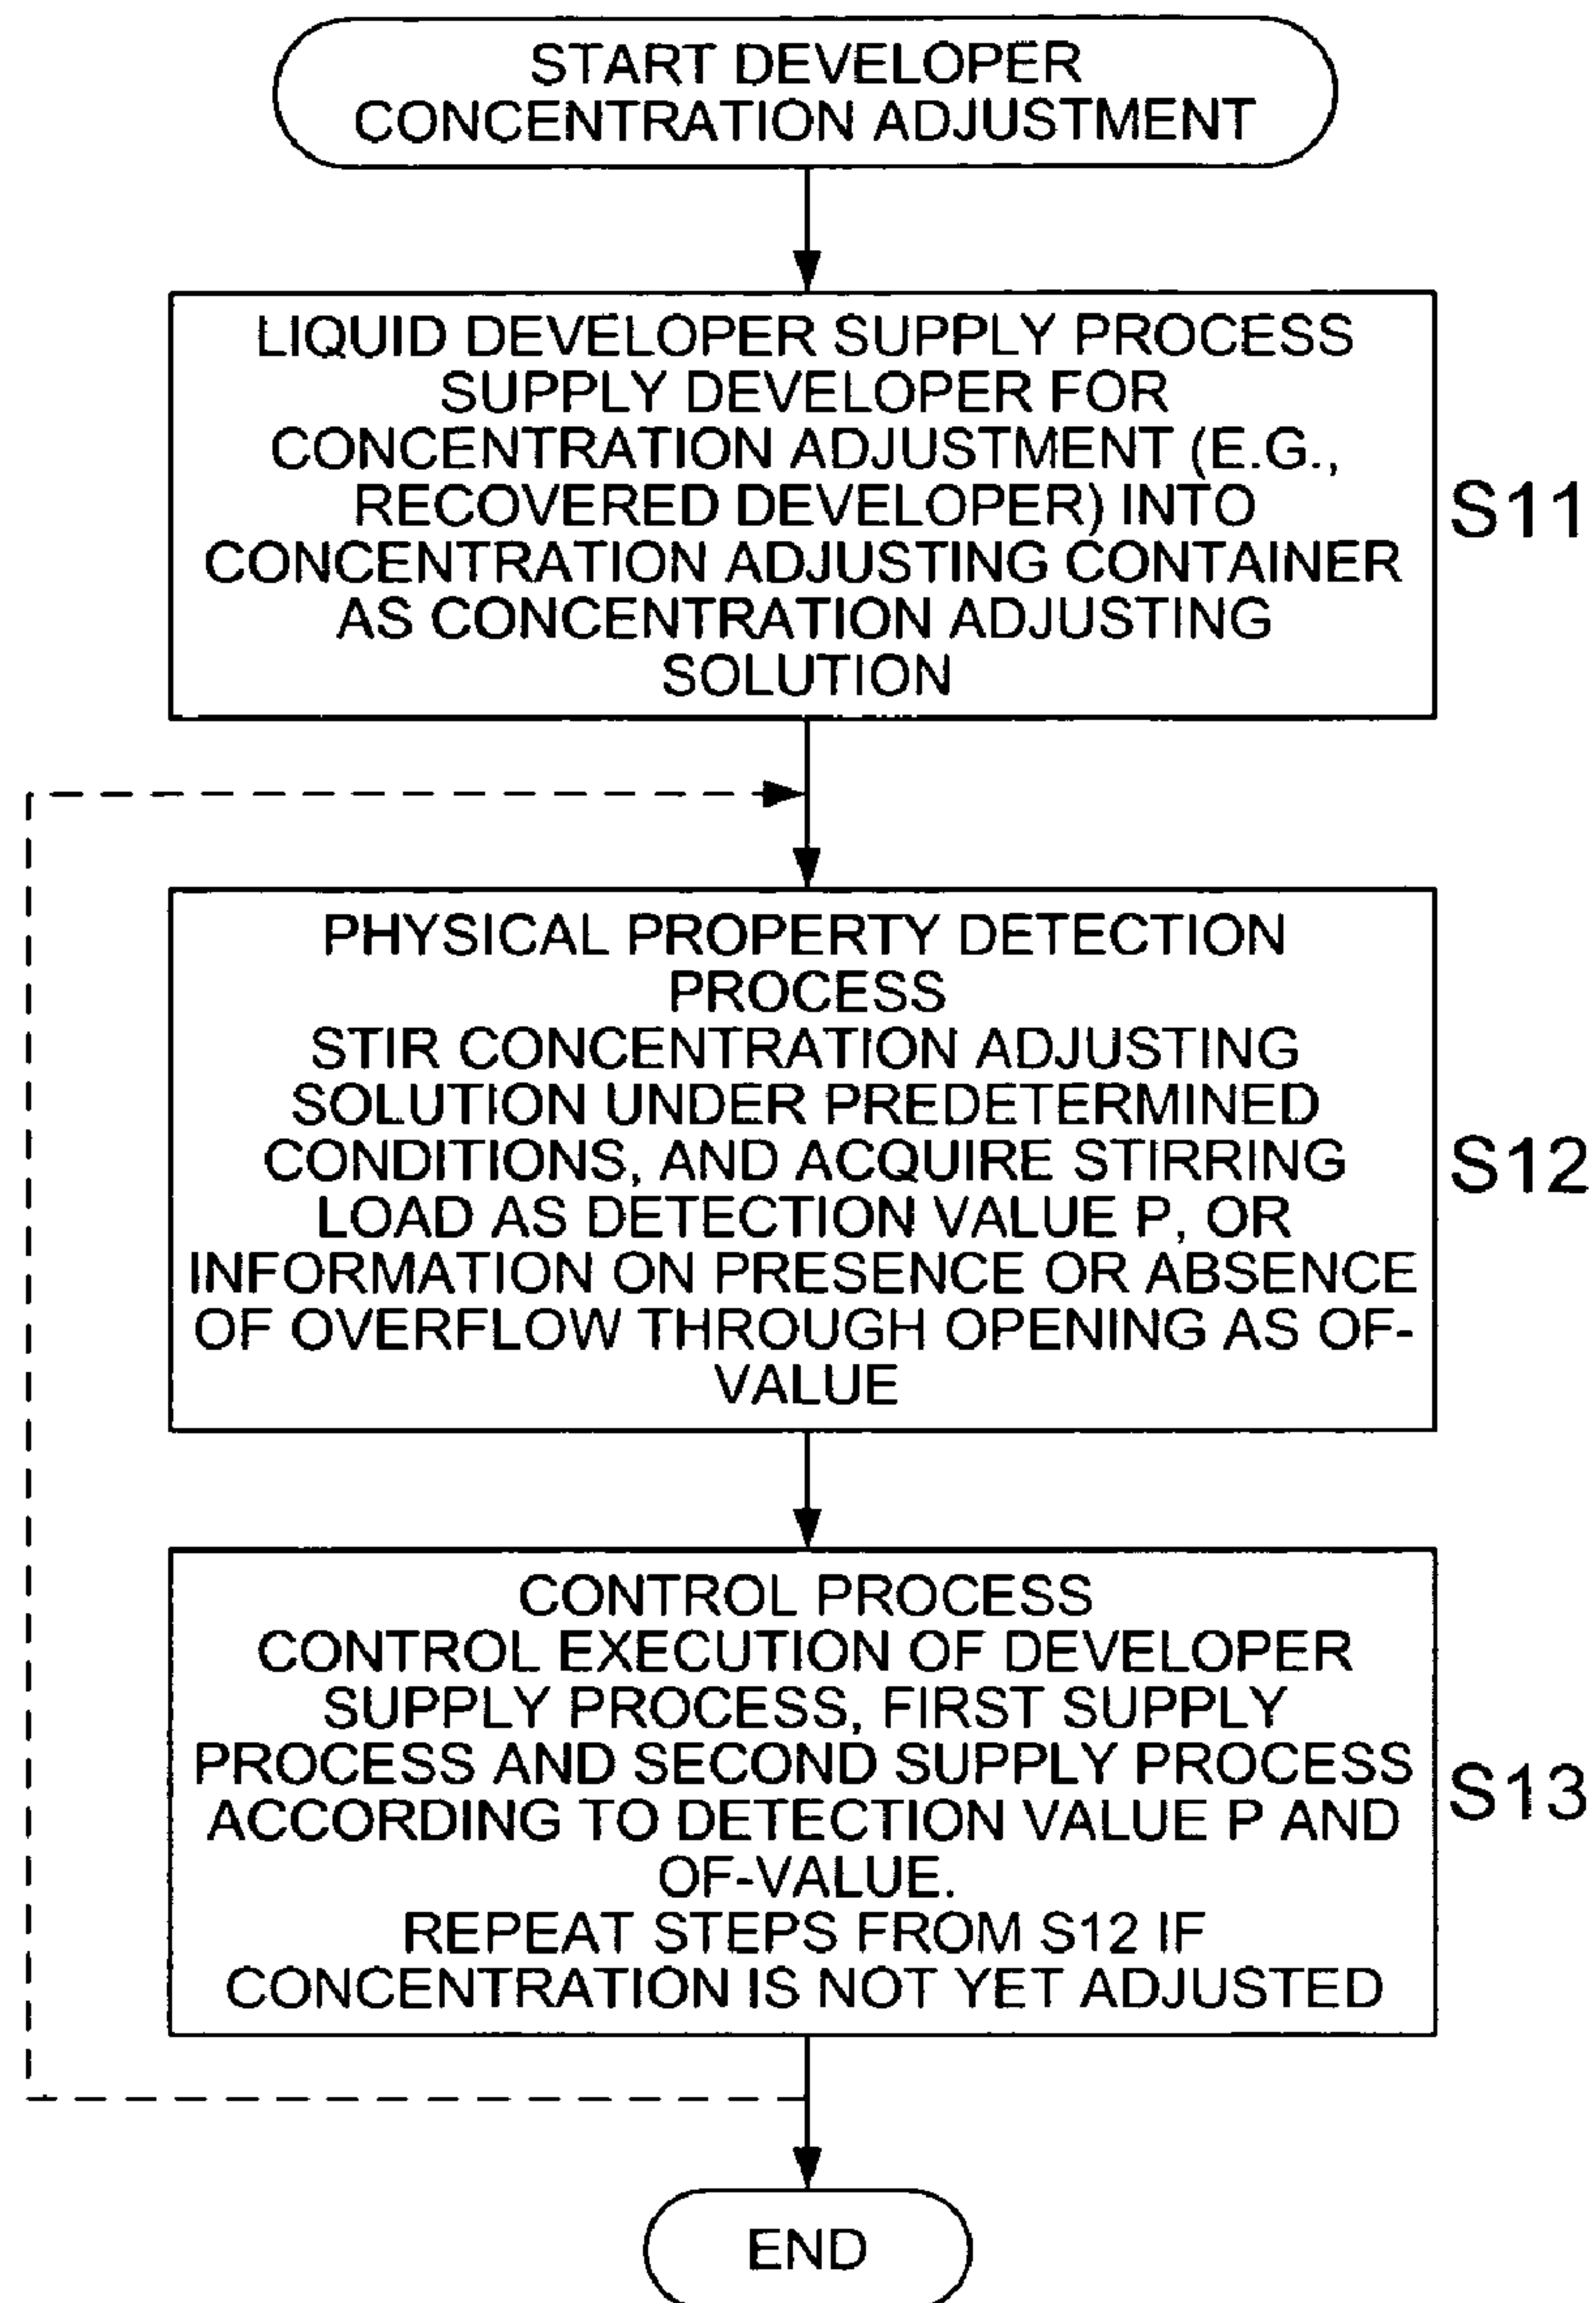 START DEVELOPER
CONCENTRATION ADJUSTMENT
LIQUID DEVELOPER SUPPLY PROCESS
SUPPLY DEVELOPER FOR
CONCENTRATION ADJUSTMENT (E.G.,
RECOVERED DEVELOPER) INTO
CONCENTRATION ADJUSTING CONTAINER
AS CONCENTRATION ADJUSTING
SOLUTION
S11
PHYSICAL PROPERTY DETECTION
PROCESS
STIR CONCENTRATION ADJUSTING
SOLUTION UNDER PREDETERMINED
CONDITIONS, AND ACQUIRE STIRRING
LOAD AS DETECTION VALUE P, OR
INFORMATION ON PRESENCE OR ABSENCE
OF OVERFLOW THROUGH OPENING AS OF-
VALUE
S12
CONTROL PROCESS
CONTROL EXECUTION OF DEVELOPER
SUPPLY PROCESS, FIRST SUPPLY
PROCESS AND SECOND SUPPLY PROCESS
ACCORDING TO DETECTION VALUE P AND
OF-VALUE.
REPEAT STEPS FROM S12 IF
CONCENTRATION IS NOT YET ADJUSTED
S13
END